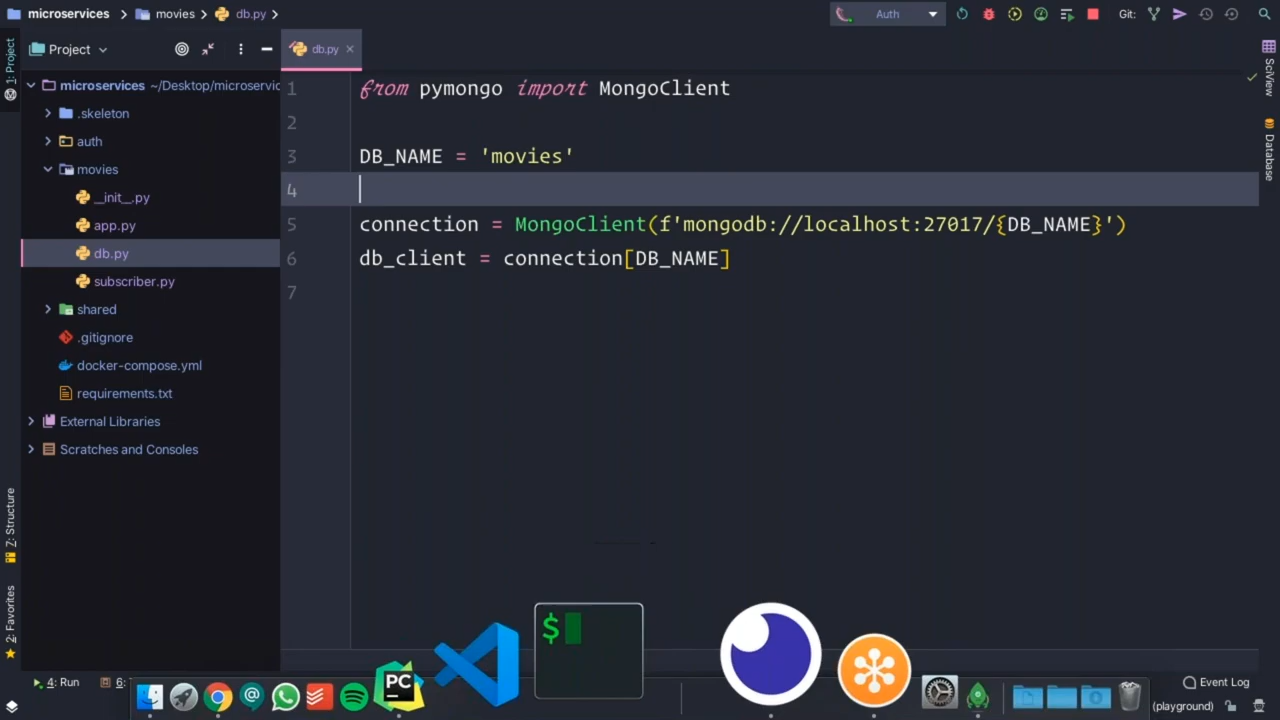 microservices > movies > db.py >
Auth
Git:
1: Project
Project
db.py
microservices ~/Desktop/microservic
.skeleton
auth
movies
__init__.py
app.py
db.py
subscriber.py
shared
.gitignore
docker-compose.yml
requirements.txt
External Libraries
Scratches and Consoles
1 from pymongo import MongoClient
2
3 DB_NAME = 'movies'
4
5 connection = MongoClient(f'mongodb://localhost:27017/{DB_NAME}')
6 db_client = connection[DB_NAME]
7
SciView
Database
Z: Structure
2: Favorites
$
PC
4: Run
6:
Event Log
(playground)